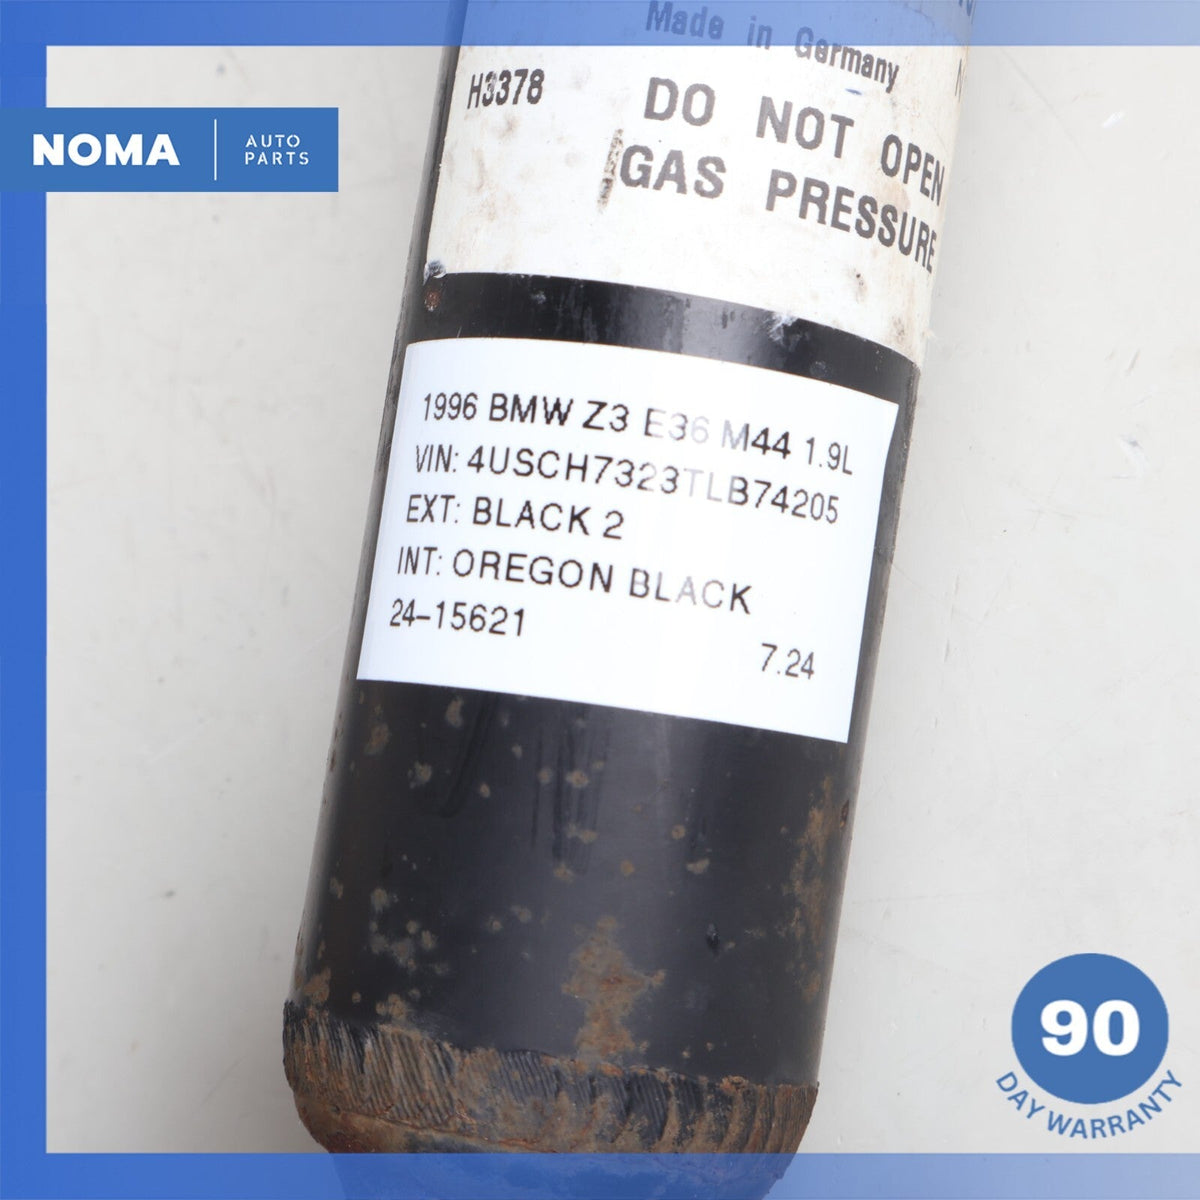 Made in Germany
H3378
DO NOT OPEN
GAS PRESSURE
NOMA
AUTO
PARTS
1996 BMW Z3 E36 M44 1.9L
VIN: 4USCH7323TLB74205
EXT: BLACK 2
INT: OREGON BLACK
24-15621
7.24
90
DAY WARRANTY